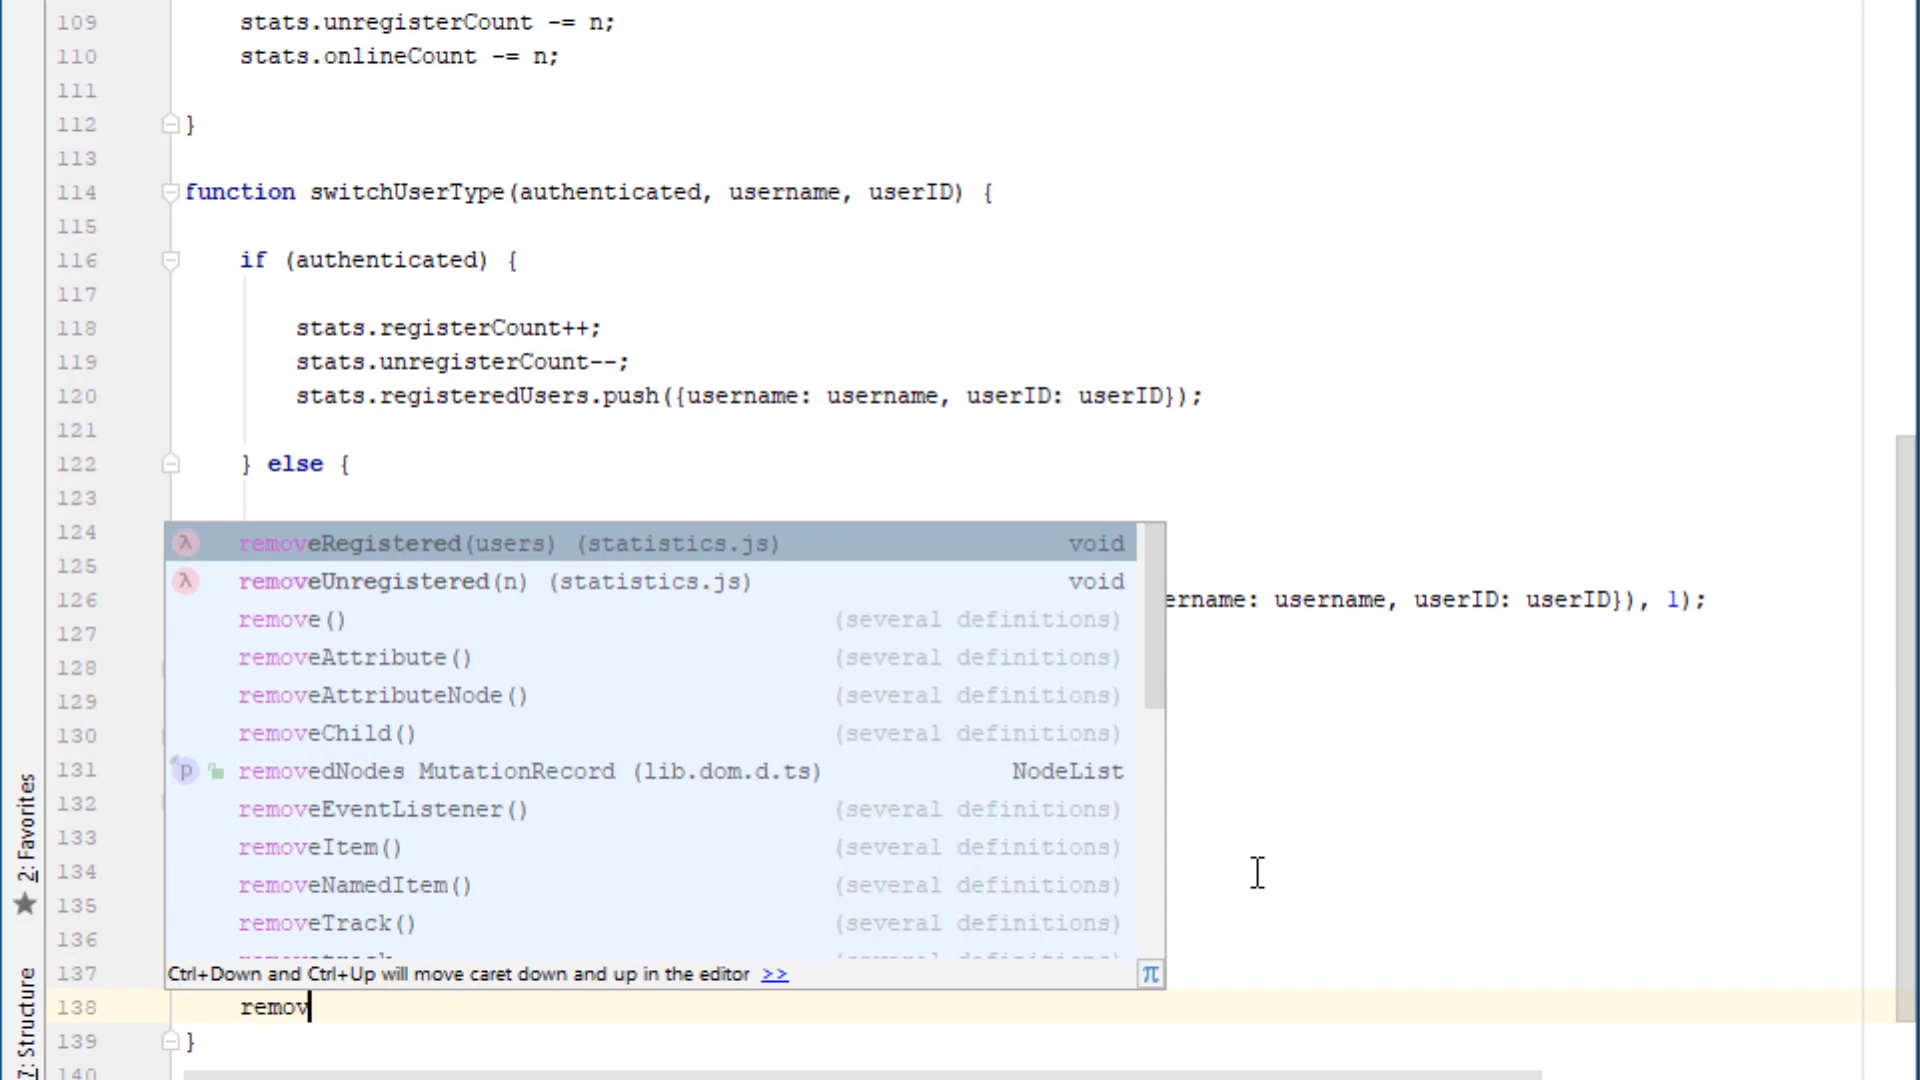 109 stats.unregisterCount -= n;
110 stats.onlineCount -= n;
111
112 }
113
114 function switchUserType(authenticated, username, userID) {
115
116 if (authenticated) {
117
118 stats.registerCount++;
119 stats.unregisterCount--;
120 stats.registeredUsers.push({username: username, userID: userID});
121
122 } else {
123
124
removeRegistered(users) (statistics.js) void
125
removeUnregistered(n) (statistics.js) void
126 ername: username, userID: userID}), 1);
remove() (several definitions)
127
removeAttribute() (several definitions)
128
removeAttributeNode() (several definitions)
129
removeChild() (several definitions)
130
131 removedNodes MutationRecord (lib.dom.d.ts) NodeList
132
removeEventListener() (several definitions)
133
removeItem() (several definitions)
134
removeNamedItem() (several definitions)
135
removeTrack() (several definitions)
136
137 Ctrl+Down and Ctrl+Up will move caret down and up in the editor >> π
138 remov
139 }
140
2: Favorites
7: Structure